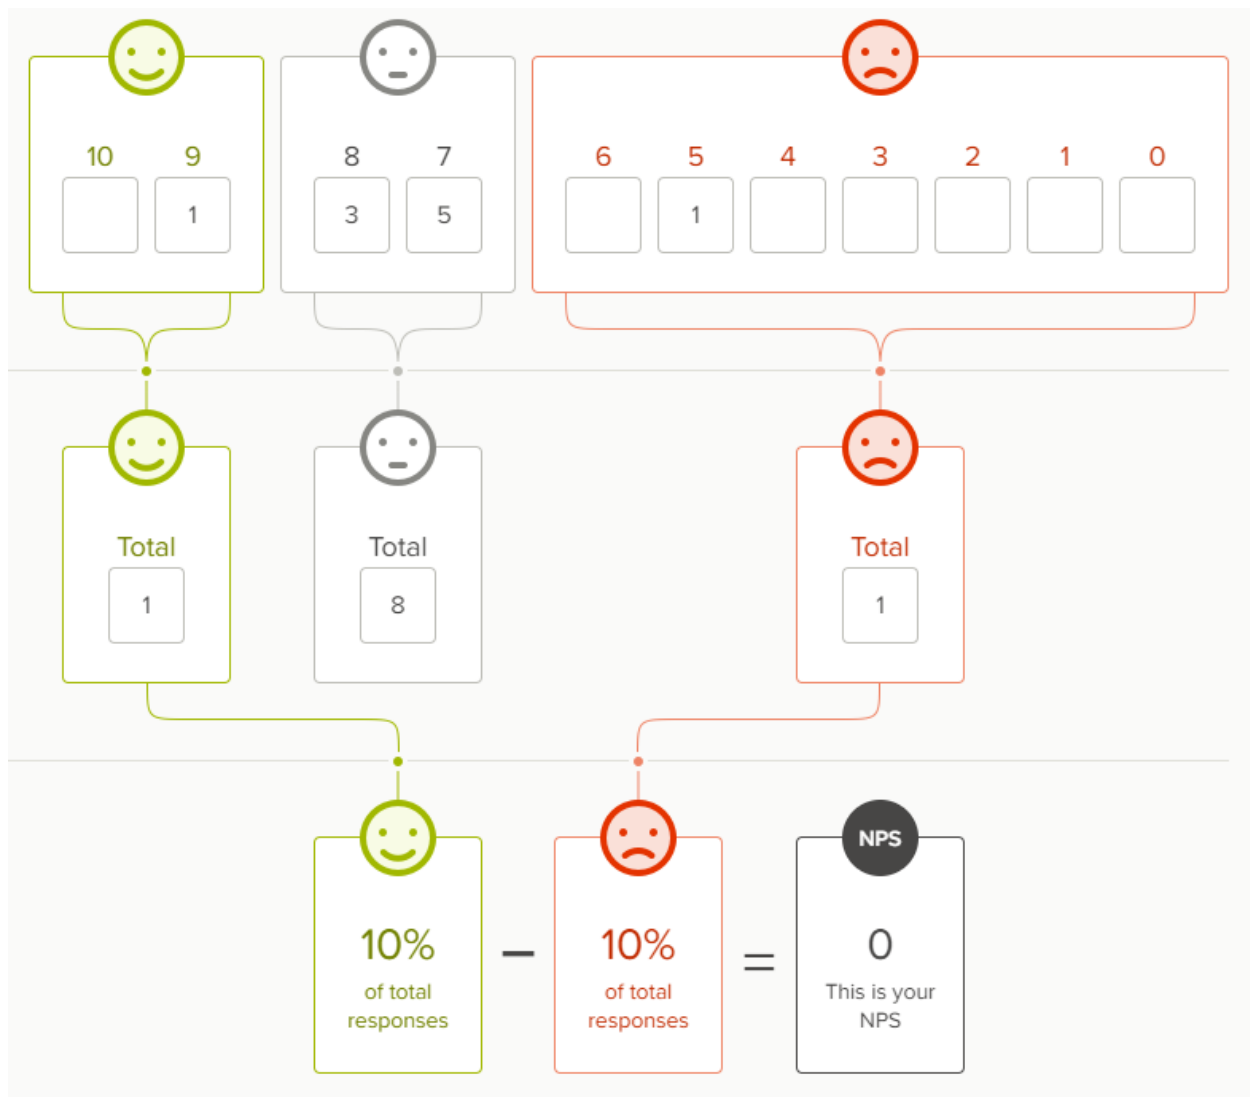 10 9 8 7 6 5 4 3 2 1 0
1 3 5 1
Total Total Total
1 8 1
NPS
10% – 10% = 0
of total of total This is your
responses responses NPS